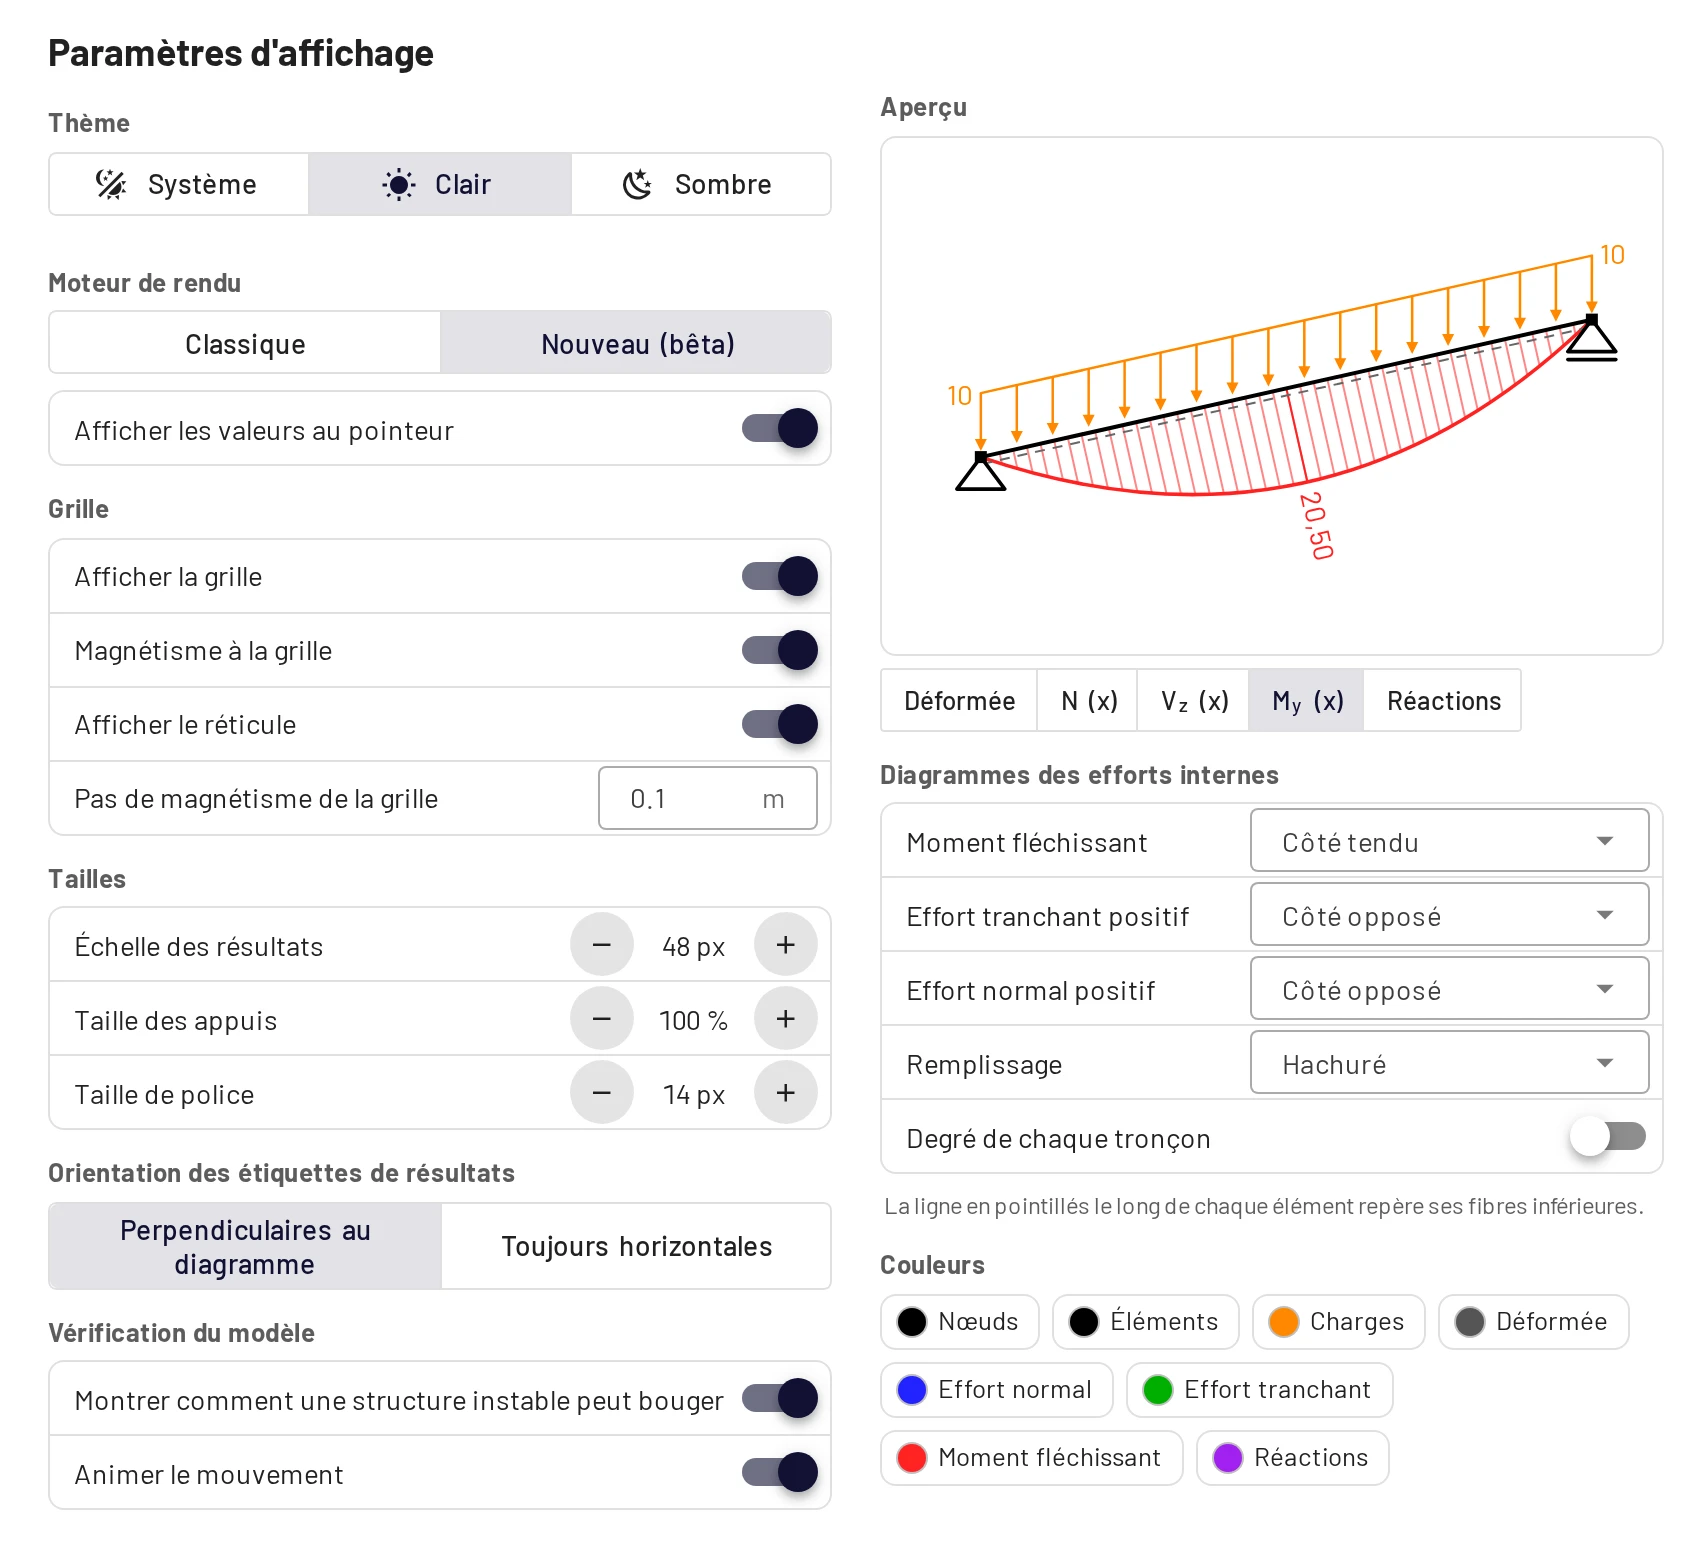 Paramètres d'affichage
Thème
Système
Clair
Sombre
Moteur de rendu
Classique
Nouveau (bêta)
Afficher les valeurs au pointeur
Grille
Afficher la grille
Magnétisme à la grille
Afficher le réticule
Pas de magnétisme de la grille
0.1 m
Tailles
Échelle des résultats
− 48 px +
Taille des appuis
− 100 % +
Taille de police
− 14 px +
Orientation des étiquettes de résultats
Perpendiculaires au
diagramme
Toujours horizontales
Vérification du modèle
Montrer comment une structure instable peut bouger
Animer le mouvement
Aperçu
10
10
20,50
Déformée
N (x)
Vz (x)
My (x)
Réactions
Diagrammes des efforts internes
Moment fléchissant
Côté tendu
Effort tranchant positif
Côté opposé
Effort normal positif
Côté opposé
Remplissage
Hachuré
Degré de chaque tronçon
La ligne en pointillés le long de chaque élément repère ses fibres inférieures.
Couleurs
Nœuds
Éléments
Charges
Déformée
Effort normal
Effort tranchant
Moment fléchissant
Réactions